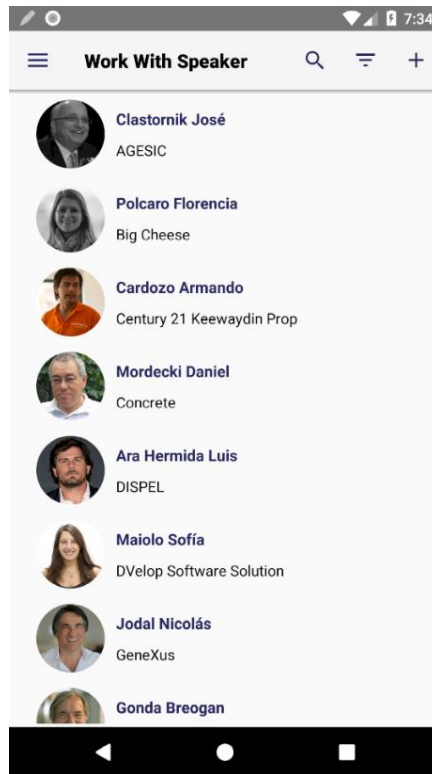 7:34
Work With Speaker
Clastornik José
AGESIC
Polcaro Florencia
Big Cheese
Cardozo Armando
Century 21 Keewaydin Prop
Mordecki Daniel
Concrete
Ara Hermida Luis
DISPEL
Maiolo Sofía
DVelop Software Solution
Jodal Nicolás
GeneXus
Gonda Breogan